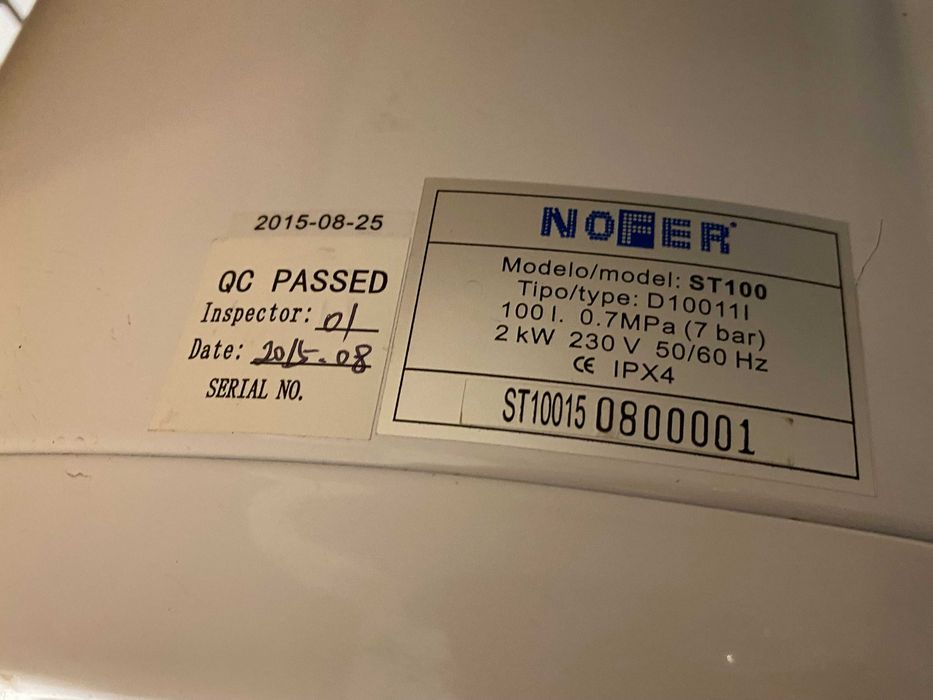 2015-08-25
QC PASSED
Inspector: 01
Date: 2015-08
SERIAL NO.
NOFER
Modelo/model: ST100
Tipo/type: D10011I
100 l. 0.7MPa (7 bar)
2 kW 230 V 50/60 Hz
CE IPX4
ST10015 0800001